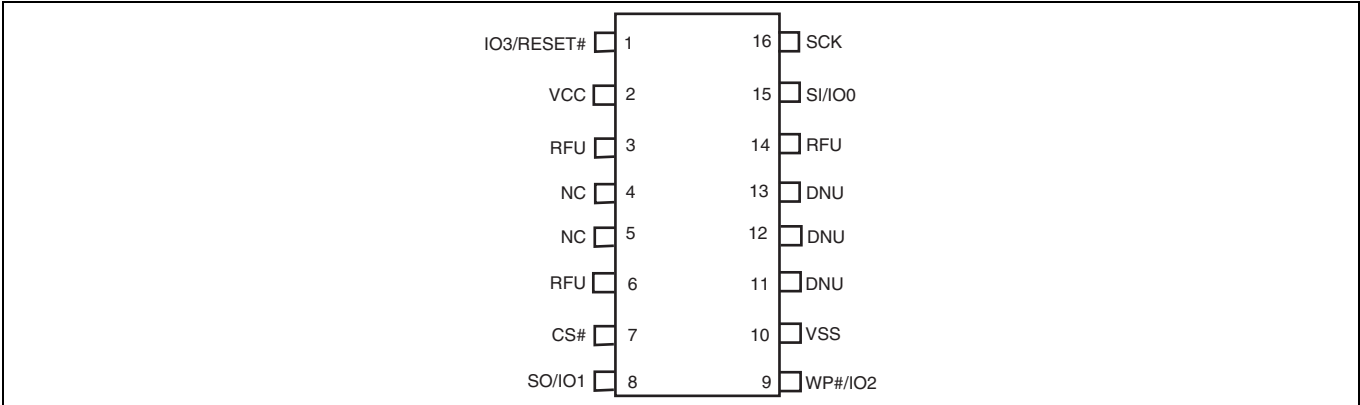 IO3/RESET# 1 16 SCK
VCC 2 15 SI/IO0
RFU 3 14 RFU
NC 4 13 DNU
NC 5 12 DNU
RFU 6 11 DNU
CS# 7 10 VSS
SO/IO1 8 9 WP#/IO2